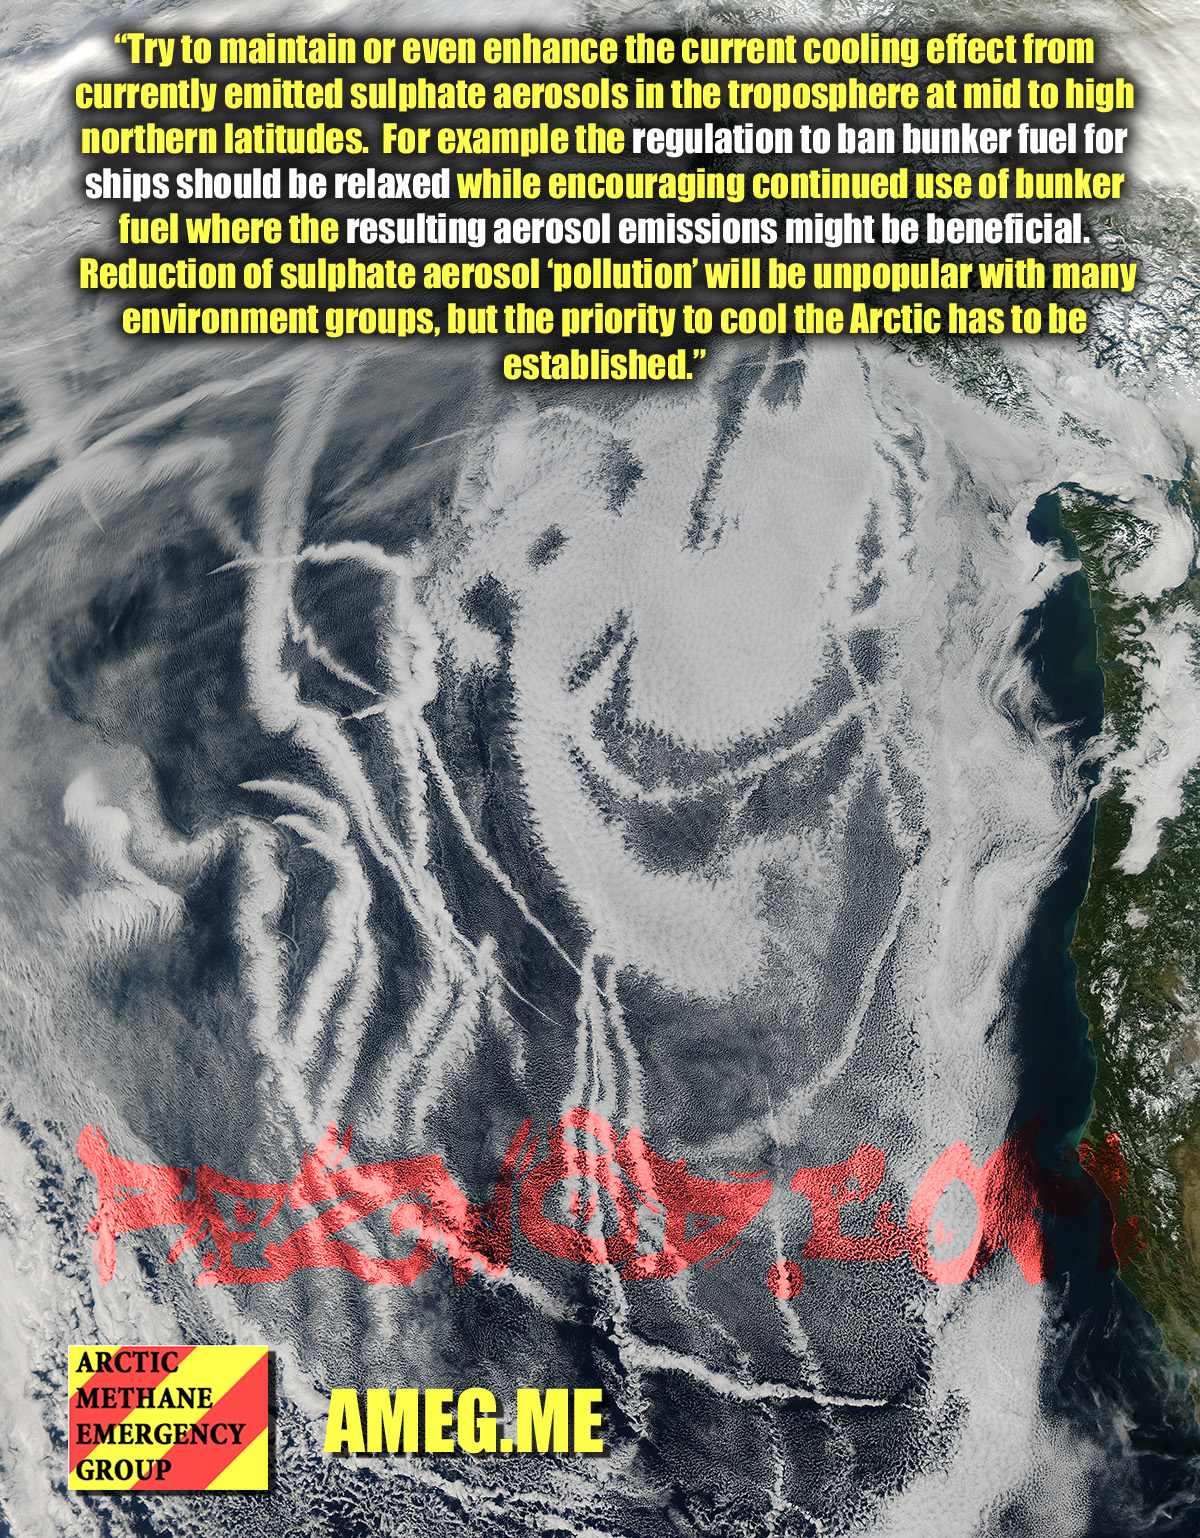 “Try to maintain or even enhance the current cooling effect from
currently emitted sulphate aerosols in the troposphere at mid to high
northern latitudes.  For example the regulation to ban bunker fuel for
ships should be relaxed while encouraging continued use of bunker
fuel where the resulting aerosol emissions might be beneficial.
Reduction of sulphate aerosol ‘pollution’ will be unpopular with many
environment groups, but the priority to cool the Arctic has to be
established.”
ARCTIC
METHANE
EMERGENCY
GROUP
AMEG.ME